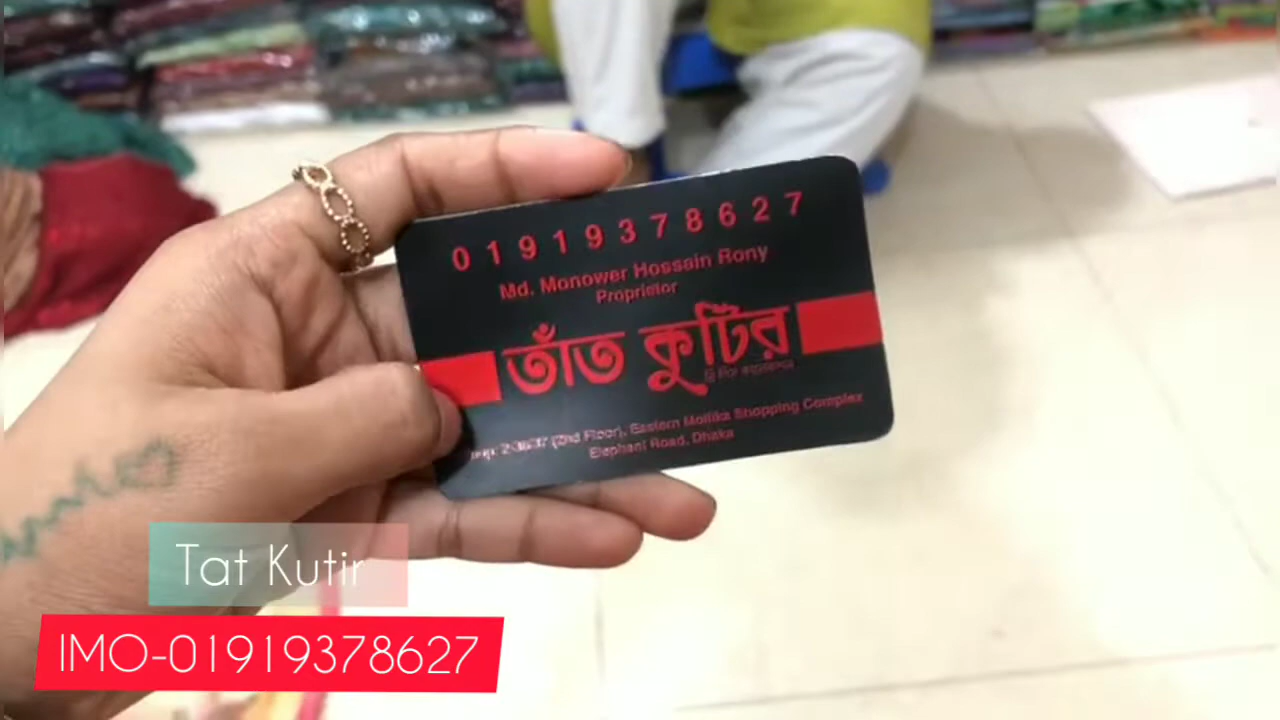 01919378627
Md. Monower Hossain Rony
Proprietor
তাঁত কুটির
(2nd Floor), Eastern Mollika Shopping Complex
Elephant Road, Dhaka
Tat Kutir
IMO-01919378627